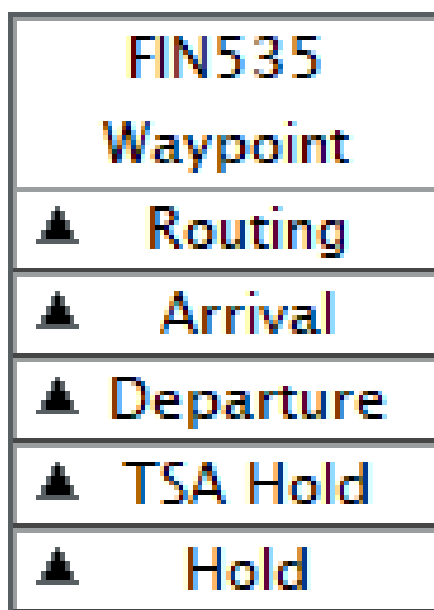 FIN535
Waypoint
Routing
Arrival
Departure
TSA Hold
Hold